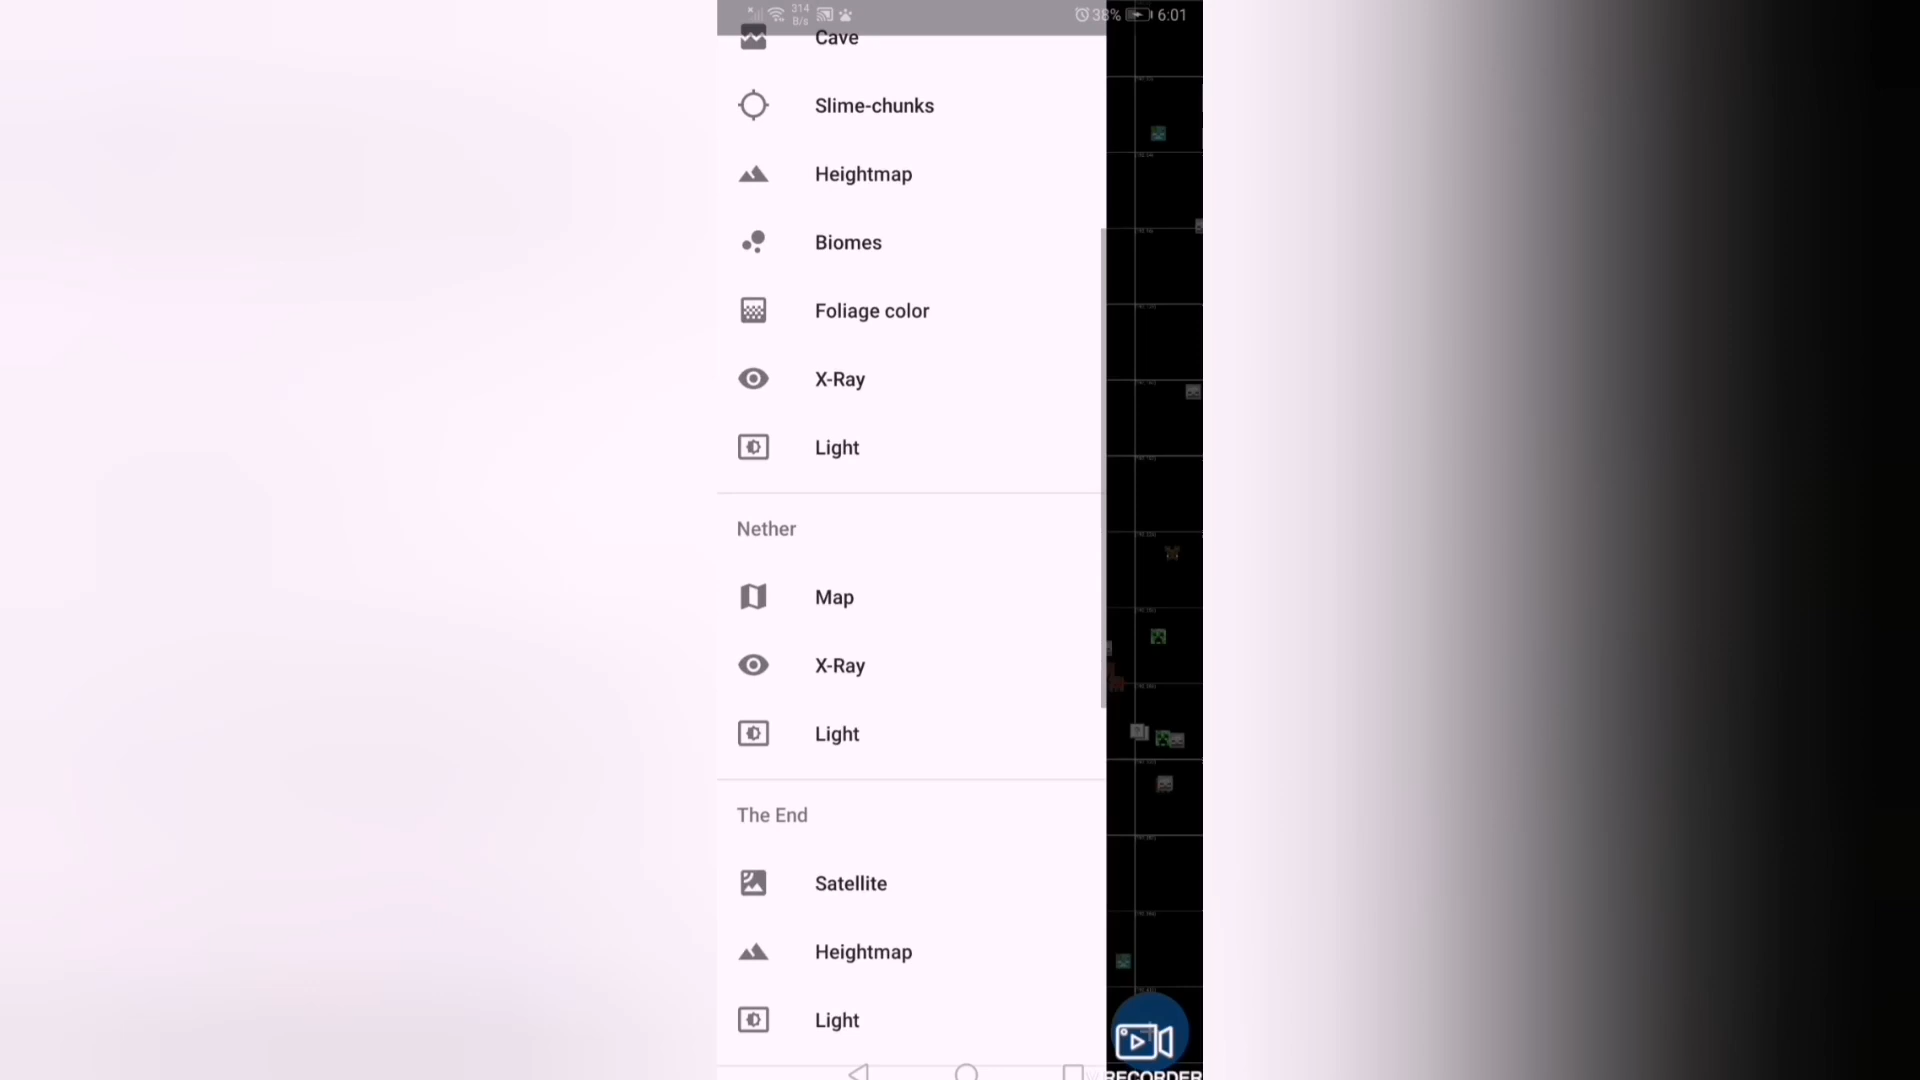 314
B/s
38%
6:01
Cave
Slime-chunks
Heightmap
Biomes
Foliage color
X-Ray
Light
Nether
Map
X-Ray
Light
The End
Satellite
Heightmap
Light
RECORDER